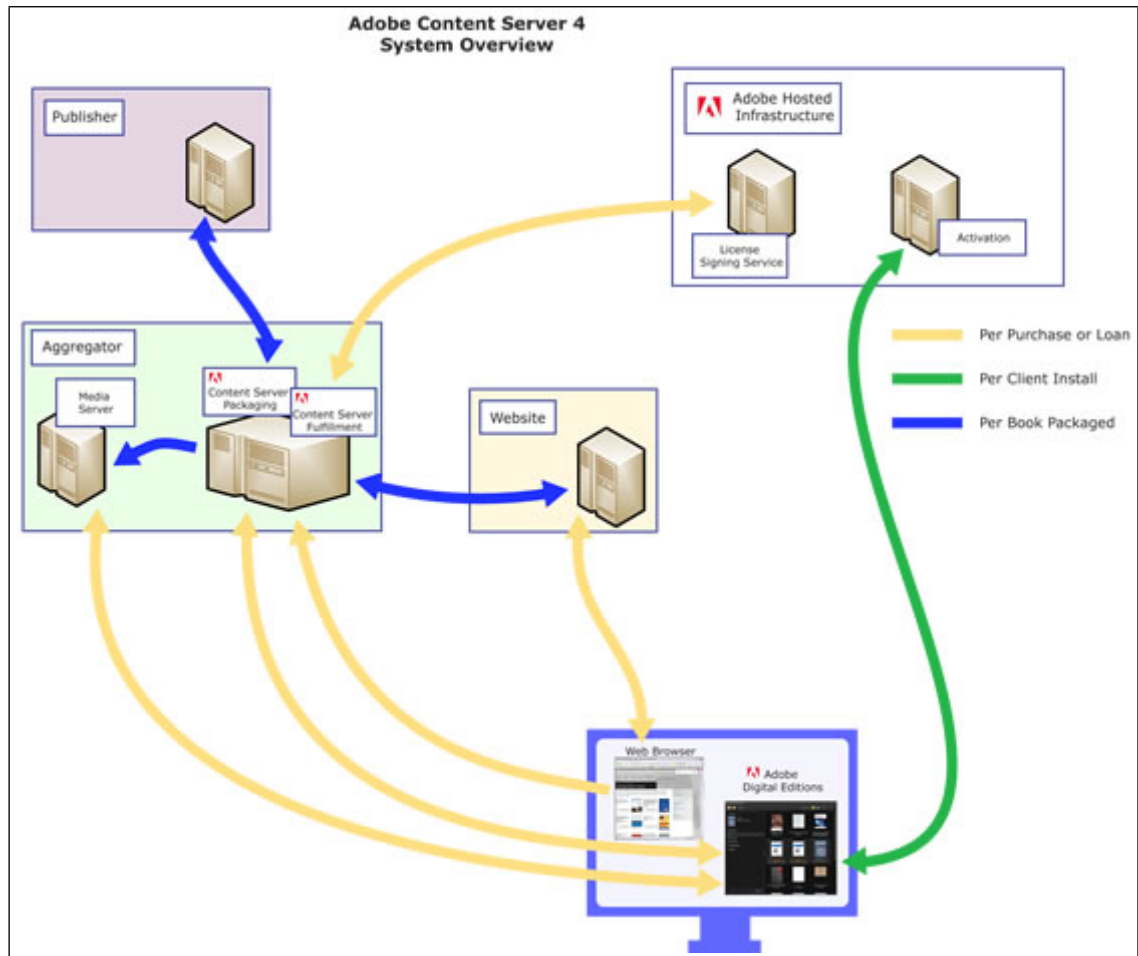 Adobe Content Server 4
System Overview
Publisher
Adobe Hosted
Infrastructure
License
Signing Service
Activation
Aggregator
Media
Server
Content Server
Packaging
Content Server
Fulfillment
Website
Per Purchase or Loan
Per Client Install
Per Book Packaged
Web Browser
Adobe
Digital Editions